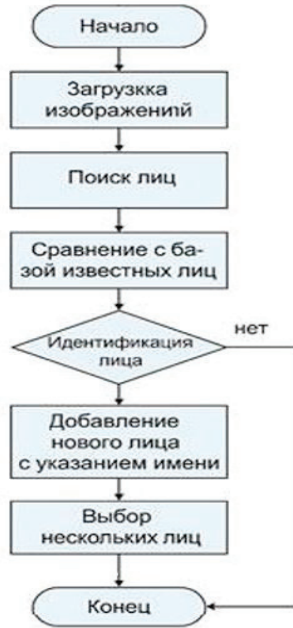 Начало
Загрузкка
изображений
Поиск лиц
Сравнение с ба-
зой известных лиц
Идентификация
лица
нет
Добавление
нового лица
с указанием имени
Выбор
нескольких лиц
Конец